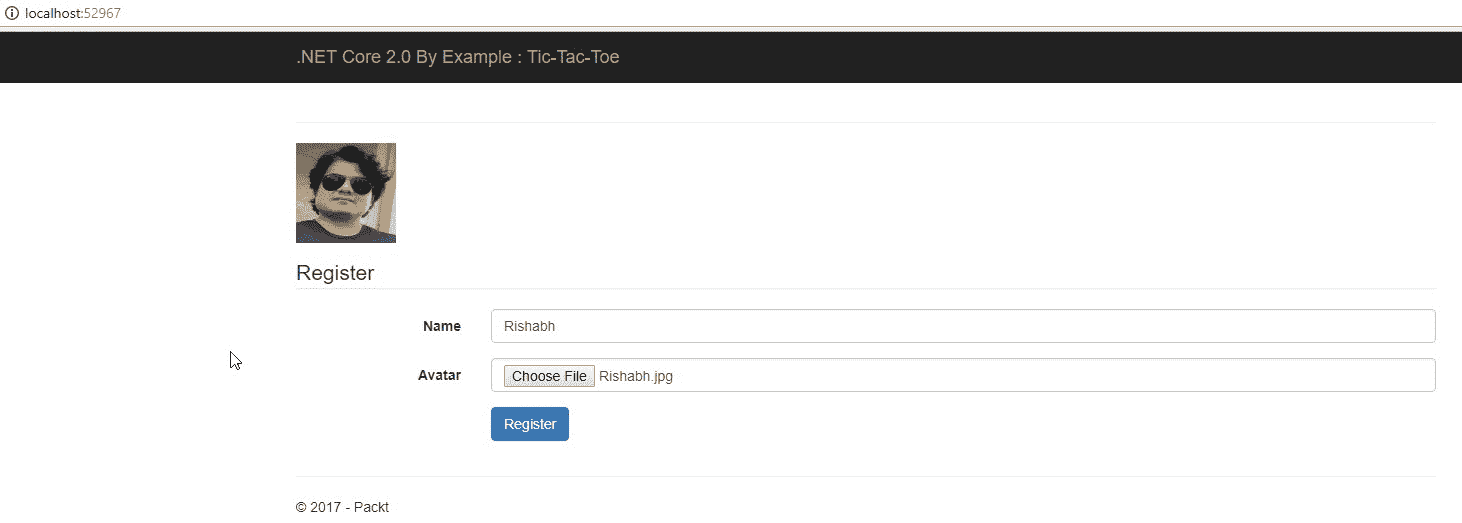 localhost:52967
.NET Core 2.0 By Example : Tic-Tac-Toe
Register
Name Rishabh
Avatar Choose File Rishabh.jpg
Register
© 2017 - Packt